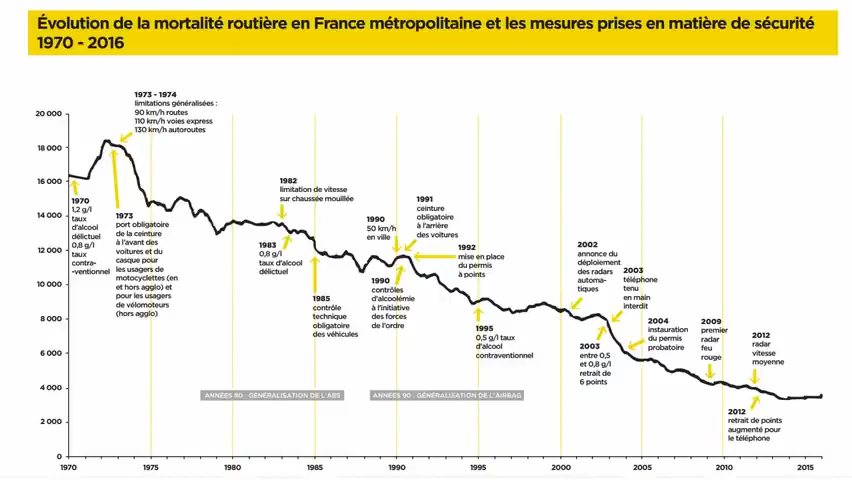 Évolution de la mortalité routière en France métropolitaine et les mesures prises en matière de sécurité
1970 - 2016
1973 - 1974
limitations généralisées :
90 km/h routes
110 km/h voies express
130 km/h autoroutes
20 000
18 000
16 000
14 000
12 000
10 000
8 000
6 000
4 000
2 000
0
1970
1,2 g/l
taux
d'alcool
délictuel
0,8 g/l
taux
contra-
-ventionnel
1973
port obligatoire
de la ceinture
à l'avant des
voitures et du
casque pour
les usagers de
motocyclettes (en
et hors agglo) et
pour les usagers
de vélomoteurs
(hors agglo)
1982
limitation de vitesse
sur chaussée mouillée
1983
0,8 g/l
taux d'alcool
délictuel
1985
contrôle
technique
obligatoire
des véhicules
1990
50 km/h
en ville
1991
ceinture
obligatoire
à l'arrière
des voitures
1990
contrôles
d'alcoolémie
à l'initiative
des forces
de l'ordre
1992
mise en place
du permis
à points
1995
0,5 g/l taux
d'alcool
contraventionnel
2002
annonce du
déploiement
des radars
automa-
tiques
2003
téléphone
tenu
en main
interdit
2003
entre 0,5
et 0,8 g/l
retrait de
6 points
2004
instauration
du permis
probatoire
2009
premier
radar
feu
rouge
2012
radar
vitesse
moyenne
2012
retrait de points
augmenté pour
le téléphone
ANNÉES 80 : GÉNÉRALISATION DE L'ABS
ANNÉES 90 : GÉNÉRALISATION DE L'AIRBAG
1970
1975
1980
1985
1990
1995
2000
2005
2010
2015